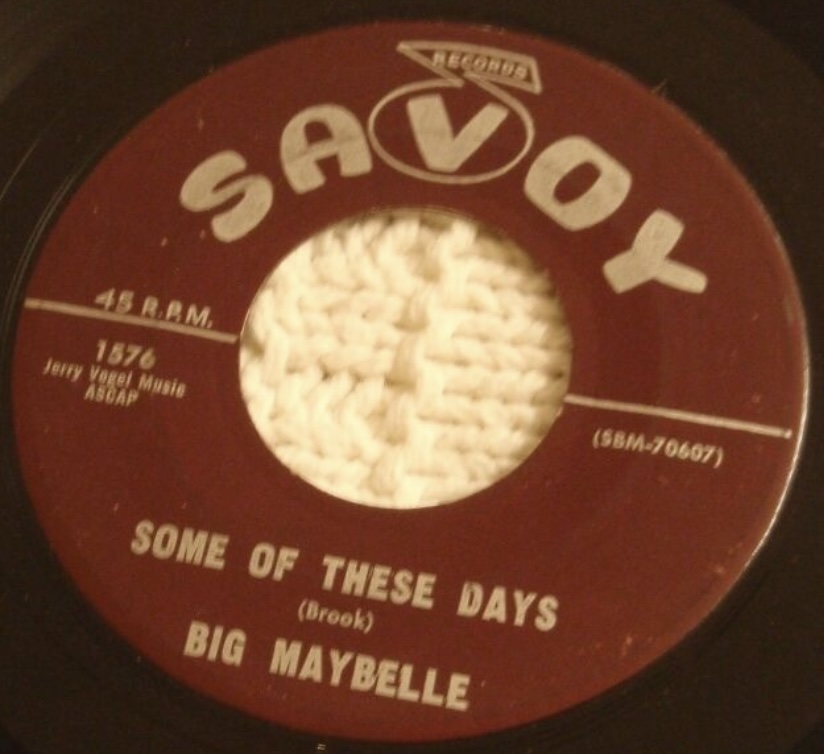 RECORDS
SAVOY
45 R.P.M.
1576
Jerry Vogel Music
ASCAP
(SBM-70607)
SOME OF THESE DAYS
(Brook)
BIG MAYBELLE